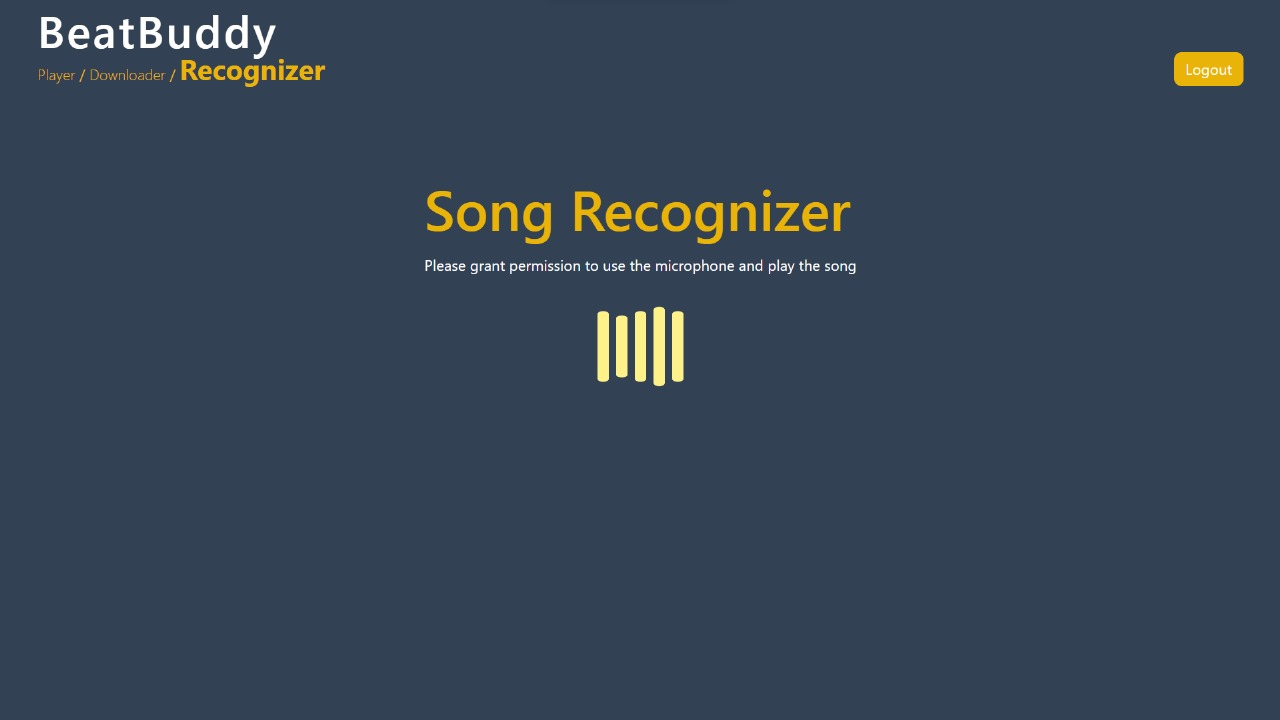 BeatBuddy
Player / Downloader / Recognizer
Logout
Song Recognizer
Please grant permission to use the microphone and play the song